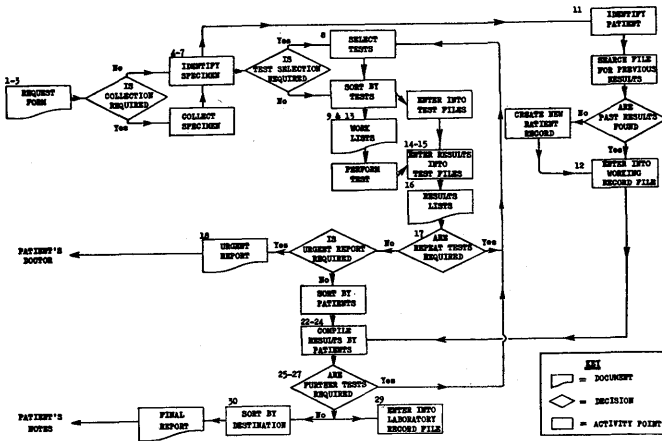 11
IDENTIFY
PATIENT
8
SELECT
TESTS
Yes
4-7
IDENTIFY
SPECIMEN
No
IS
TEST SELECTION
REQUIRED
SEARCH FILE
FOR PREVIOUS
RESULTS
1-3
REQUEST
FORM
IS
COLLECTION
REQUIRED
No
SORT BY
TESTS
Yes
COLLECT
SPECIMEN
9 & 13
WORK
LISTS
ENTER INTO
TEST FILES
CREATE NEW
PATIENT
RECORD
No
ARE
PAST RESULTS
FOUND
Yes
14-15
PERFORM
TEST
ENTER RESULTS
INTO
TEST FILES
12
ENTER INTO
WORKING
RECORD FILE
16
RESULTS
LISTS
18
URGENT
REPORT
PATIENT'S
DOCTOR
Yes
IS
URGENT REPORT
REQUIRED
No
17
ARE
REPEAT TESTS
REQUIRED
Yes
No
SORT BY
PATIENTS
22-24
COMPILE
RESULTS BY
PATIENTS
25-27
ARE
FURTHER TESTS
REQUIRED
Yes
No
PATIENT'S
NOTES
FINAL
REPORT
30
SORT BY
DESTINATION
29
ENTER INTO
LABORATORY
RECORD FILE
KEY
= DOCUMENT
= DECISION
= ACTIVITY POINT